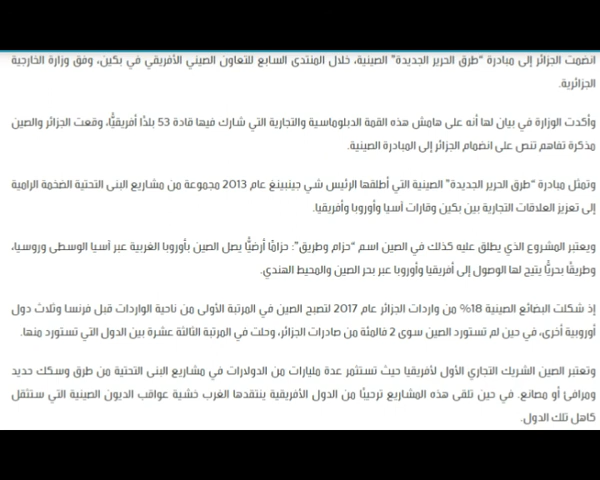 انضمت الجزائر إلى مبادرة "طرق الحرير الجديدة" الصينية، خلال المنتدى السابع للتعاون الصيني الأفريقي في بكين، وفق وزارة الخارجية
الجزائرية.
وأكدت الوزارة في بيان لها أنه على هامش هذه القمة الدبلوماسية والتجارية التي شارك فيها قادة 53 بلدًا أفريقيًّا، وقعت الجزائر والصين
مذكرة تفاهم تنص على انضمام الجزائر إلى المبادرة الصينية.
وتمثل مبادرة "طرق الحرير الجديدة" الصينية التي أطلقها الرئيس شي جينبينغ عام 2013 مجموعة من مشاريع البنى التحتية الضخمة الرامية
إلى تعزيز العلاقات التجارية بين بكين وقارات آسيا وأوروبا وأفريقيا.
ويعتبر المشروع الذي يطلق عليه كذلك في الصين اسم "حزام وطريق": حزامًا أرضيًّا يصل الصين بأوروبا الغربية عبر آسيا الوسطى وروسيا،
وطريقًا بحريًّا يتيح لها الوصول إلى أفريقيا وأوروبا عبر بحر الصين والمحيط الهندي.
إذ شكلت البضائع الصينية 18% من واردات الجزائر عام 2017 لتصبح الصين في المرتبة الأولى من ناحية الواردات قبل فرنسا وثلاث دول
أوروبية أخرى، في حين لم تستورد الصين سوى 2 فالمئة من صادرات الجزائر، وحلت في المرتبة الثالثة عشرة بين الدول التي تستورد منها.
وتعتبر الصين الشريك التجاري الأول لأفريقيا حيث تستثمر عدة مليارات من الدولارات في مشاريع البنى التحتية من طرق وسكك حديد
ومرافئ أو مصانع. في حين تلقى هذه المشاريع ترحيبًا من الدول الأفريقية ينتقدها الغرب خشية عواقب الديون الصينية التي ستثقل
كاهل تلك الدول.